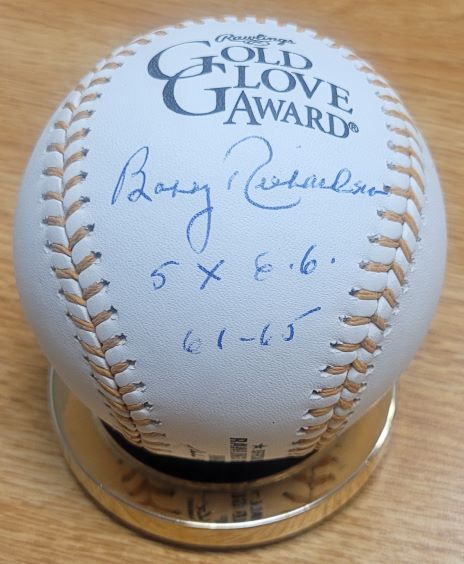 Rawlings
GOLD
GLOVE
AWARD®
Bobby Richardson
5 X G.G.
61-65